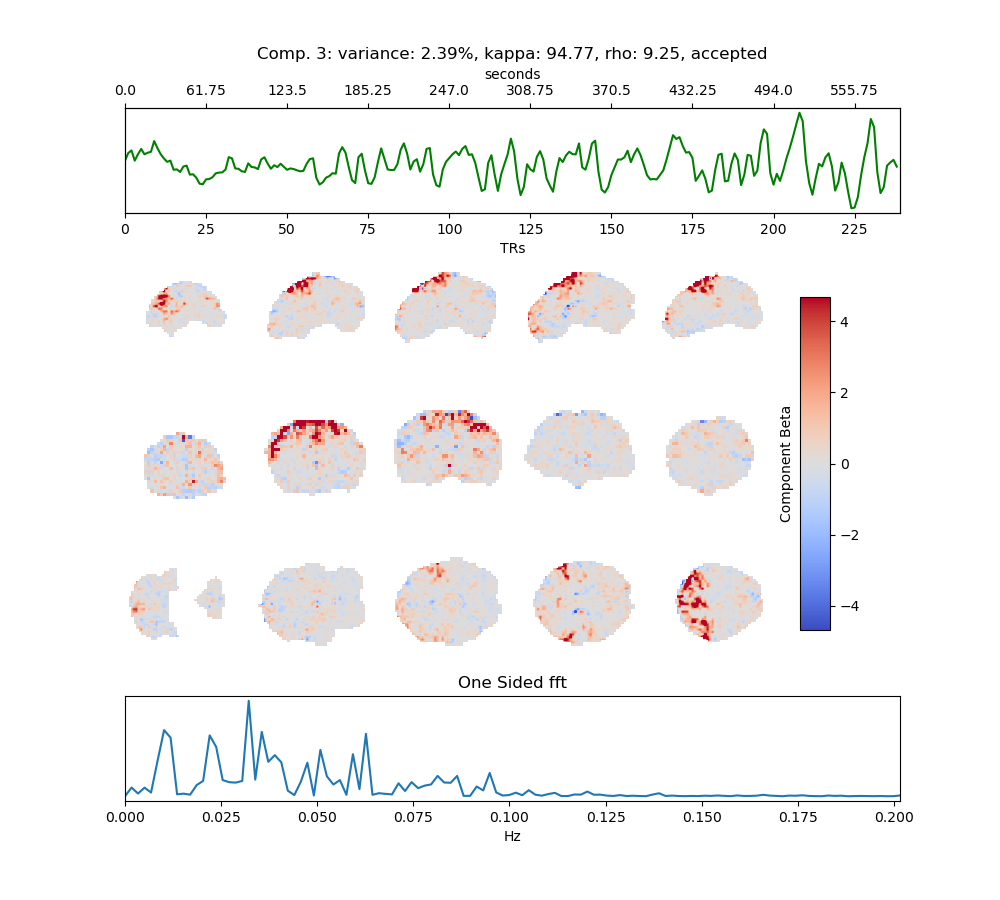 Comp. 3: variance: 2.39%, kappa: 94.77, rho: 9.25, accepted
seconds
0.0 61.75 123.5 185.25 247.0 308.75 370.5 432.25 494.0 555.75
0 25 50 75 100 125 150 175 200 225
TRs
4
2
0
−2
−4
Component Beta
One Sided fft
0.000 0.025 0.050 0.075 0.100 0.125 0.150 0.175 0.200
Hz